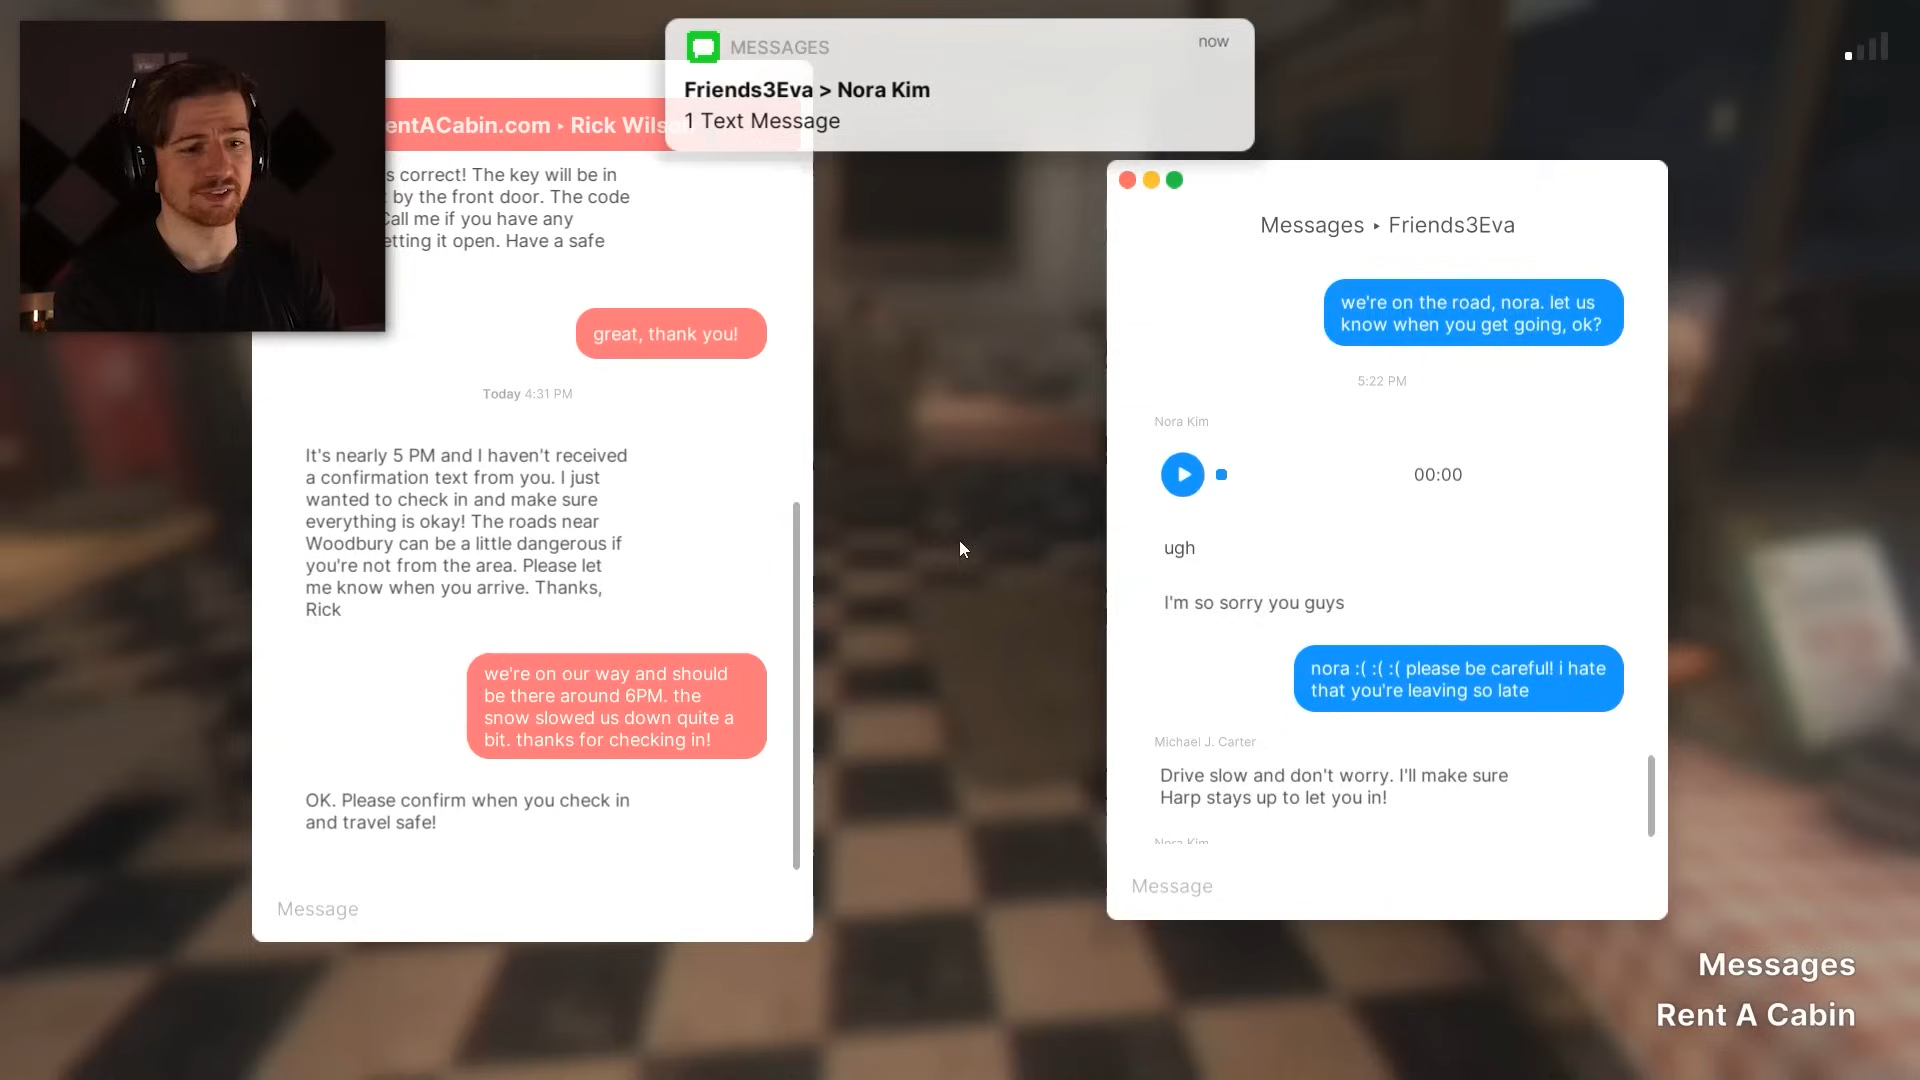 MESSAGES
now
Friends3Eva > Nora Kim
1 Text Message
entACabin.com ▸ Rick Wils
s correct! The key will be in
by the front door. The code
Call me if you have any
etting it open. Have a safe
great, thank you!
Today 4:31 PM
It's nearly 5 PM and I haven't received
a confirmation text from you. I just
wanted to check in and make sure
everything is okay! The roads near
Woodbury can be a little dangerous if
you're not from the area. Please let
me know when you arrive. Thanks,
Rick
we're on our way and should
be there around 6PM. the
snow slowed us down quite a
bit. thanks for checking in!
OK. Please confirm when you check in
and travel safe!
Message
Messages ▸ Friends3Eva
we're on the road, nora. let us
know when you get going, ok?
5:22 PM
Nora Kim
00:00
ugh
I'm so sorry you guys
nora :( :( :( please be careful! i hate
that you're leaving so late
Michael J. Carter
Drive slow and don't worry. I'll make sure
Harp stays up to let you in!
Nora Kim
Message
Messages
Rent A Cabin